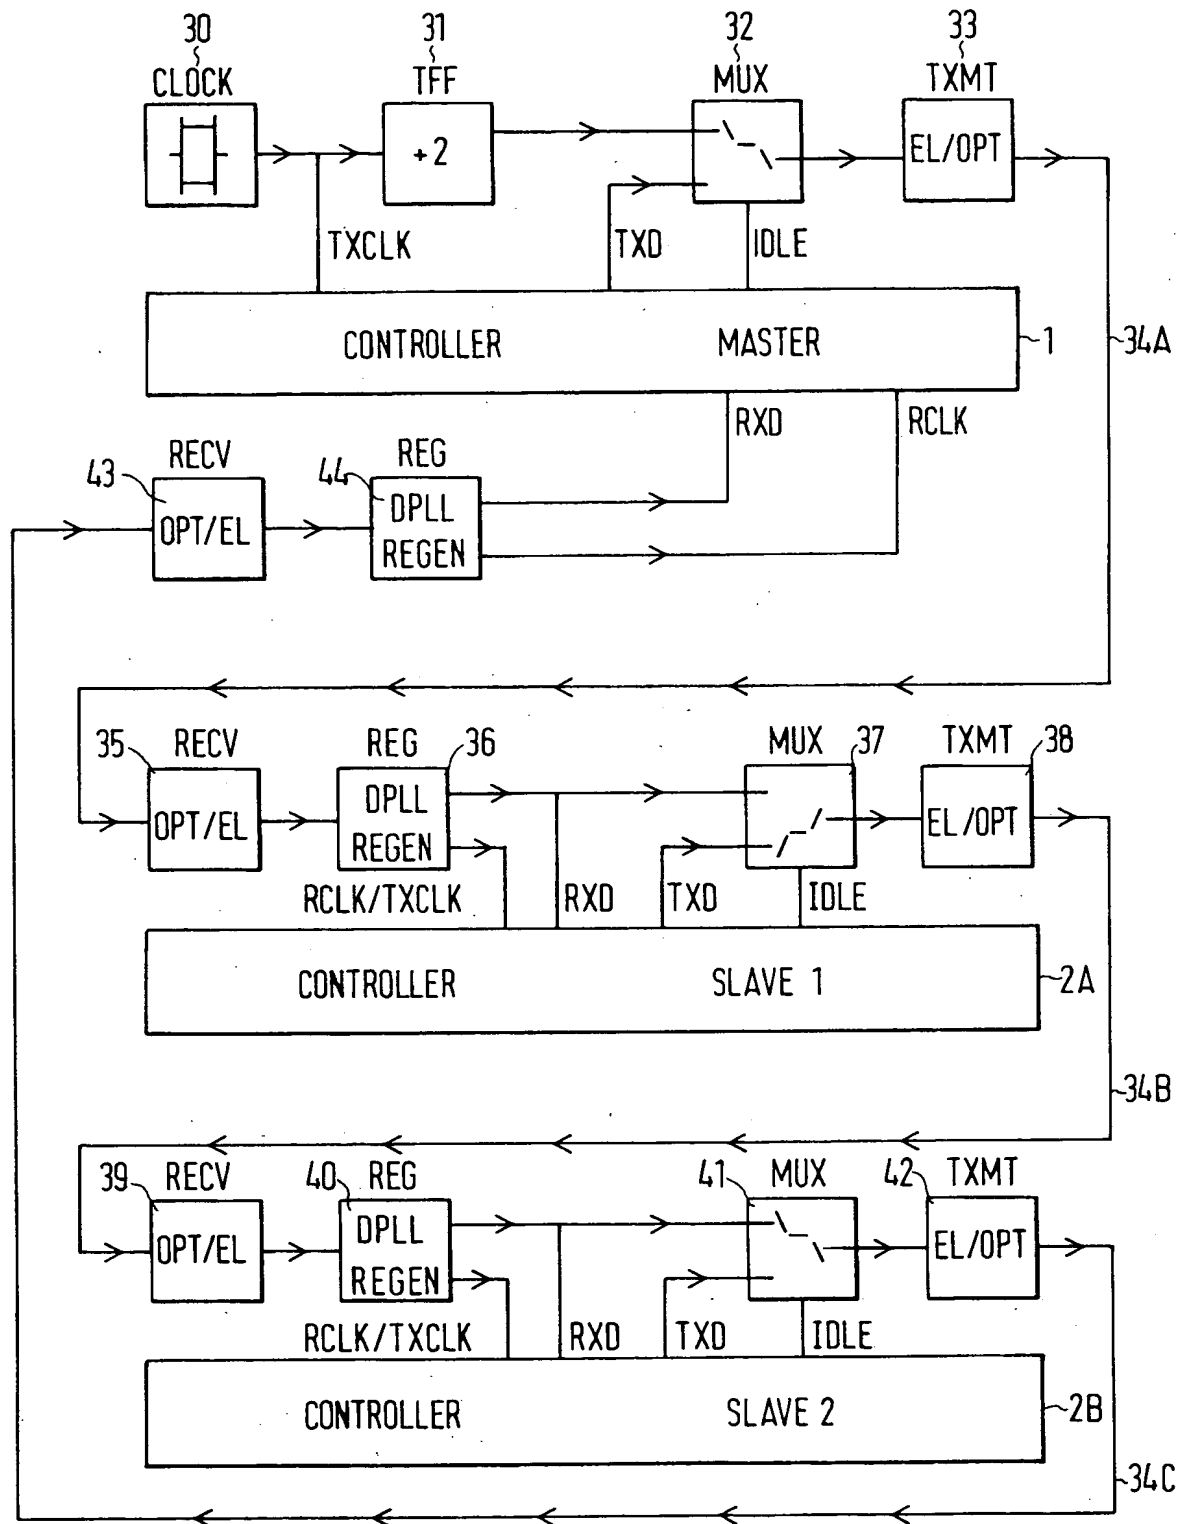 30 31 32 33
CLOCK TFF MUX TXMT
+2 EL/OPT
TXCLK TXD IDLE
CONTROLLER MASTER 1 34A
RXD RCLK
RECV REG
43 44 DPLL
OPT/EL REGEN
35 RECV REG 36 MUX 37 TXMT 38
DPLL
OPT/EL REGEN EL/OPT
RCLK/TXCLK RXD TXD IDLE
CONTROLLER SLAVE 1 2A
34B
39 RECV 40 REG 41 MUX 42 TXMT
DPLL
OPT/EL REGEN EL/OPT
RCLK/TXCLK RXD TXD IDLE
CONTROLLER SLAVE 2 2B
34C